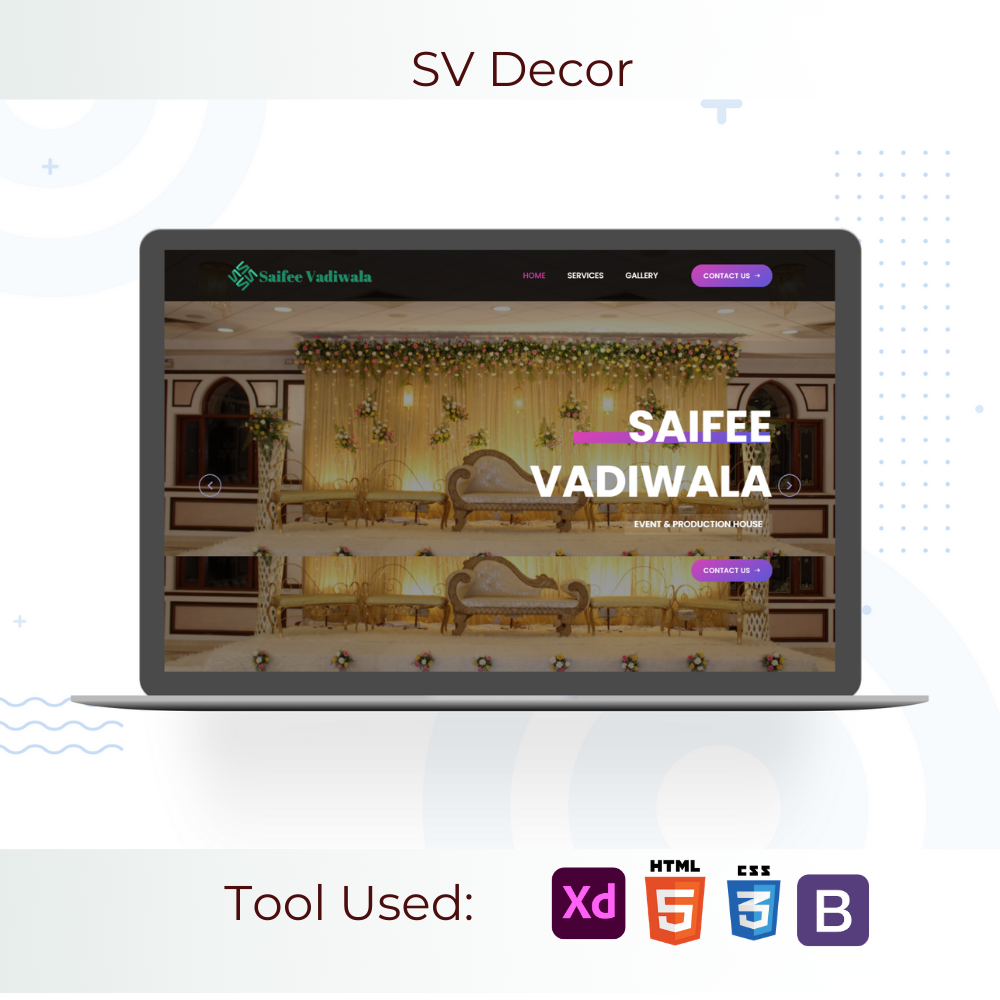 SV Decor
Saifee Vadiwala
HOME SERVICES GALLERY CONTACT US →
SAIFEE
VADIWALA
EVENT & PRODUCTION HOUSE
CONTACT US →
Tool Used:
Xd
HTML
5
CSS
3
B